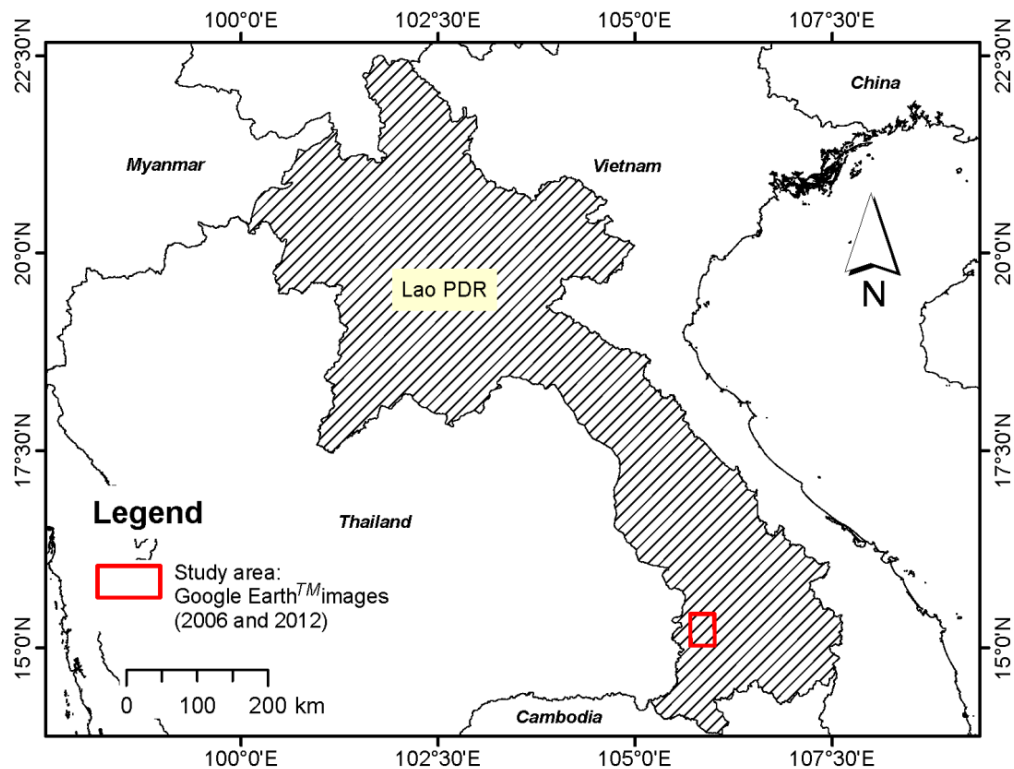 100°0'E 102°30'E 105°0'E 107°30'E
22°30'N 22°30'N
China
Myanmar Vietnam
20°0'N 20°0'N
Lao PDR
N
17°30'N 17°30'N
Legend
Thailand
Study area:
Google Earth™images
(2006 and 2012)
15°0'N 15°0'N
0 100 200 km
Cambodia
100°0'E 102°30'E 105°0'E 107°30'E